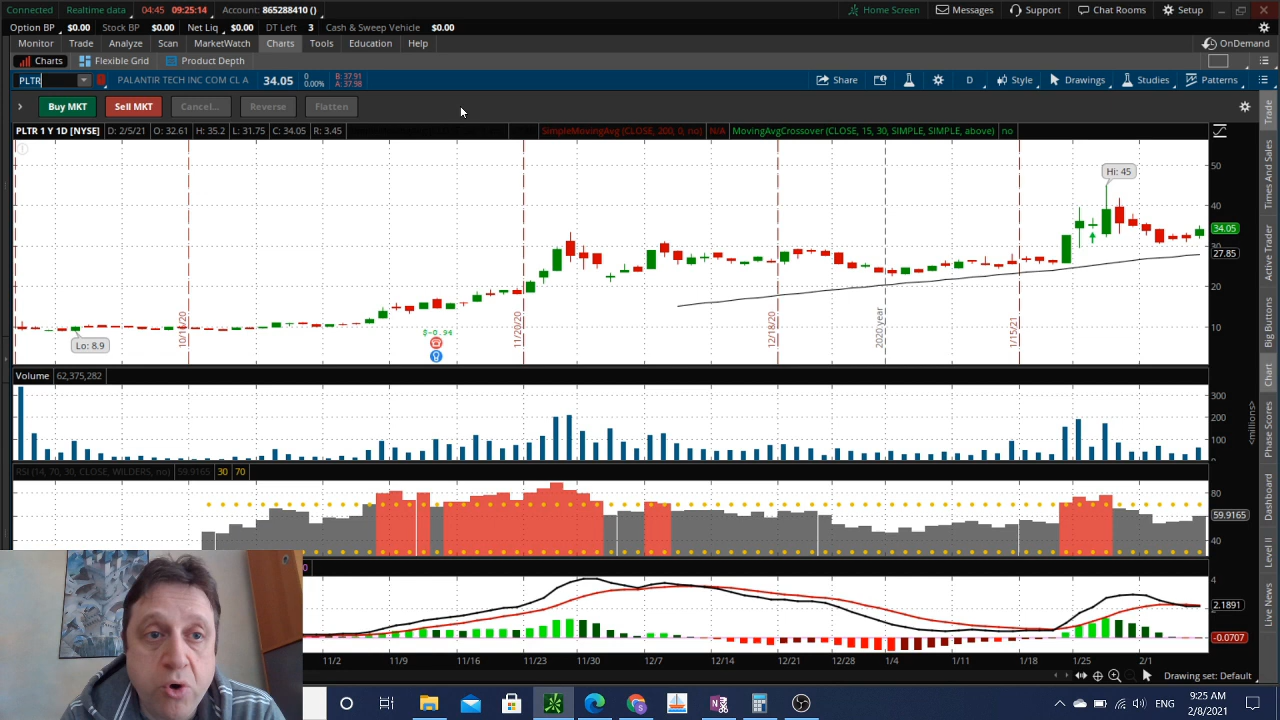 Connected Realtime data 04:45 09:25:14 Account: 865288410 () Home Screen Messages Support Chat Rooms Setup
Option BP $0.00 Stock BP $0.00 Net Liq $0.00 DT Left 3 Cash & Sweep Vehicle $0.00
Monitor Trade Analyze Scan MarketWatch Charts Tools Education Help OnDemand
Charts Flexible Grid Product Depth
PLTR PALANTIR TECH INC COM CL A 34.05 0 0.00% B: 37.91 A: 37.98 Share D Style Drawings Studies Patterns
Buy MKT Sell MKT Cancel... Reverse Flatten
PLTR 1 Y 1D [NYSE] D: 2/5/21 O: 32.61 H: 35.2 L: 31.75 C: 34.05 R: 3.45 SimpleMovingAvg (CLOSE, 200, 0, no) N/A MovingAvgCrossover (CLOSE, 15, 30, SIMPLE, SIMPLE, above) no
50
Hi: 45
40
34.05
30
27.85
20
10
Lo: 8.9
11/20/20
12/18/20
2020 year
1/15/21
$-0.94
Volume 62,375,282
300
200
100
0
<millions>
RSI (14, 70, 30, CLOSE, WILDERS, no) 59.9165 30 70
80
59.9165
40
4
2.1891
-0.0707
11/2 11/9 11/16 11/23 11/30 12/7 12/14 12/21 12/28 1/4 1/11 1/18 1/25 2/1 Drawing set: Default
Trade
Times And Sales
Active Trader
Big Buttons
Chart
Phase Scores
Dashboard
Level II
Live News
ENG
9:25 AM
2/8/2021